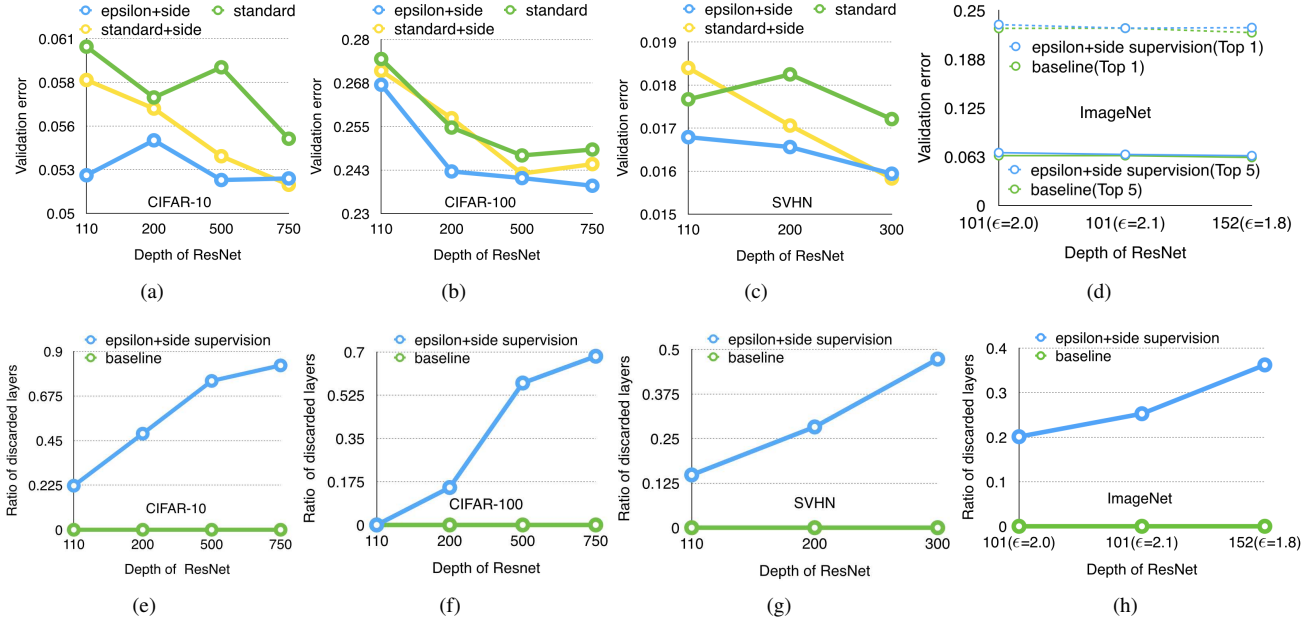 epsilon+side standard
standard+side
0.061
0.058
0.056
0.053
0.05
Validation error
CIFAR-10
110 200 500 750
Depth of ResNet
(a)
epsilon+side standard
standard+side
0.28
0.268
0.255
0.243
0.23
Validation error
CIFAR-100
110 200 500 750
Depth of ResNet
(b)
epsilon+side standard
standard+side
0.019
0.018
0.017
0.016
0.015
Validation error
SVHN
110 200 300
Depth of ResNet
(c)
0.25
0.188
0.125
0.063
0
Validation error
epsilon+side supervision(Top 1)
baseline(Top 1)
ImageNet
epsilon+side supervision(Top 5)
baseline(Top 5)
101(ϵ=2.0) 101(ϵ=2.1) 152(ϵ=1.8)
Depth of ResNet
(d)
epsilon+side supervision
baseline
0.9
0.675
0.45
0.225
0
Ratio of discarded layers
CIFAR-10
110 200 500 750
Depth of ResNet
(e)
epsilon+side supervision
baseline
0.7
0.525
0.35
0.175
0
Ratio of discarded layers
CIFAR-100
110 200 500 750
Depth of Resnet
(f)
epsilon+side supervision
baseline
0.5
0.375
0.25
0.125
0
Ratio of discarded layers
SVHN
110 200 300
Depth of ResNet
(g)
epsilon+side supervision
baseline
0.4
0.3
0.2
0.1
0
Ratio of discarded layers
ImageNet
101(ϵ=2.0) 101(ϵ=2.1) 152(ϵ=1.8)
Depth of ResNet
(h)